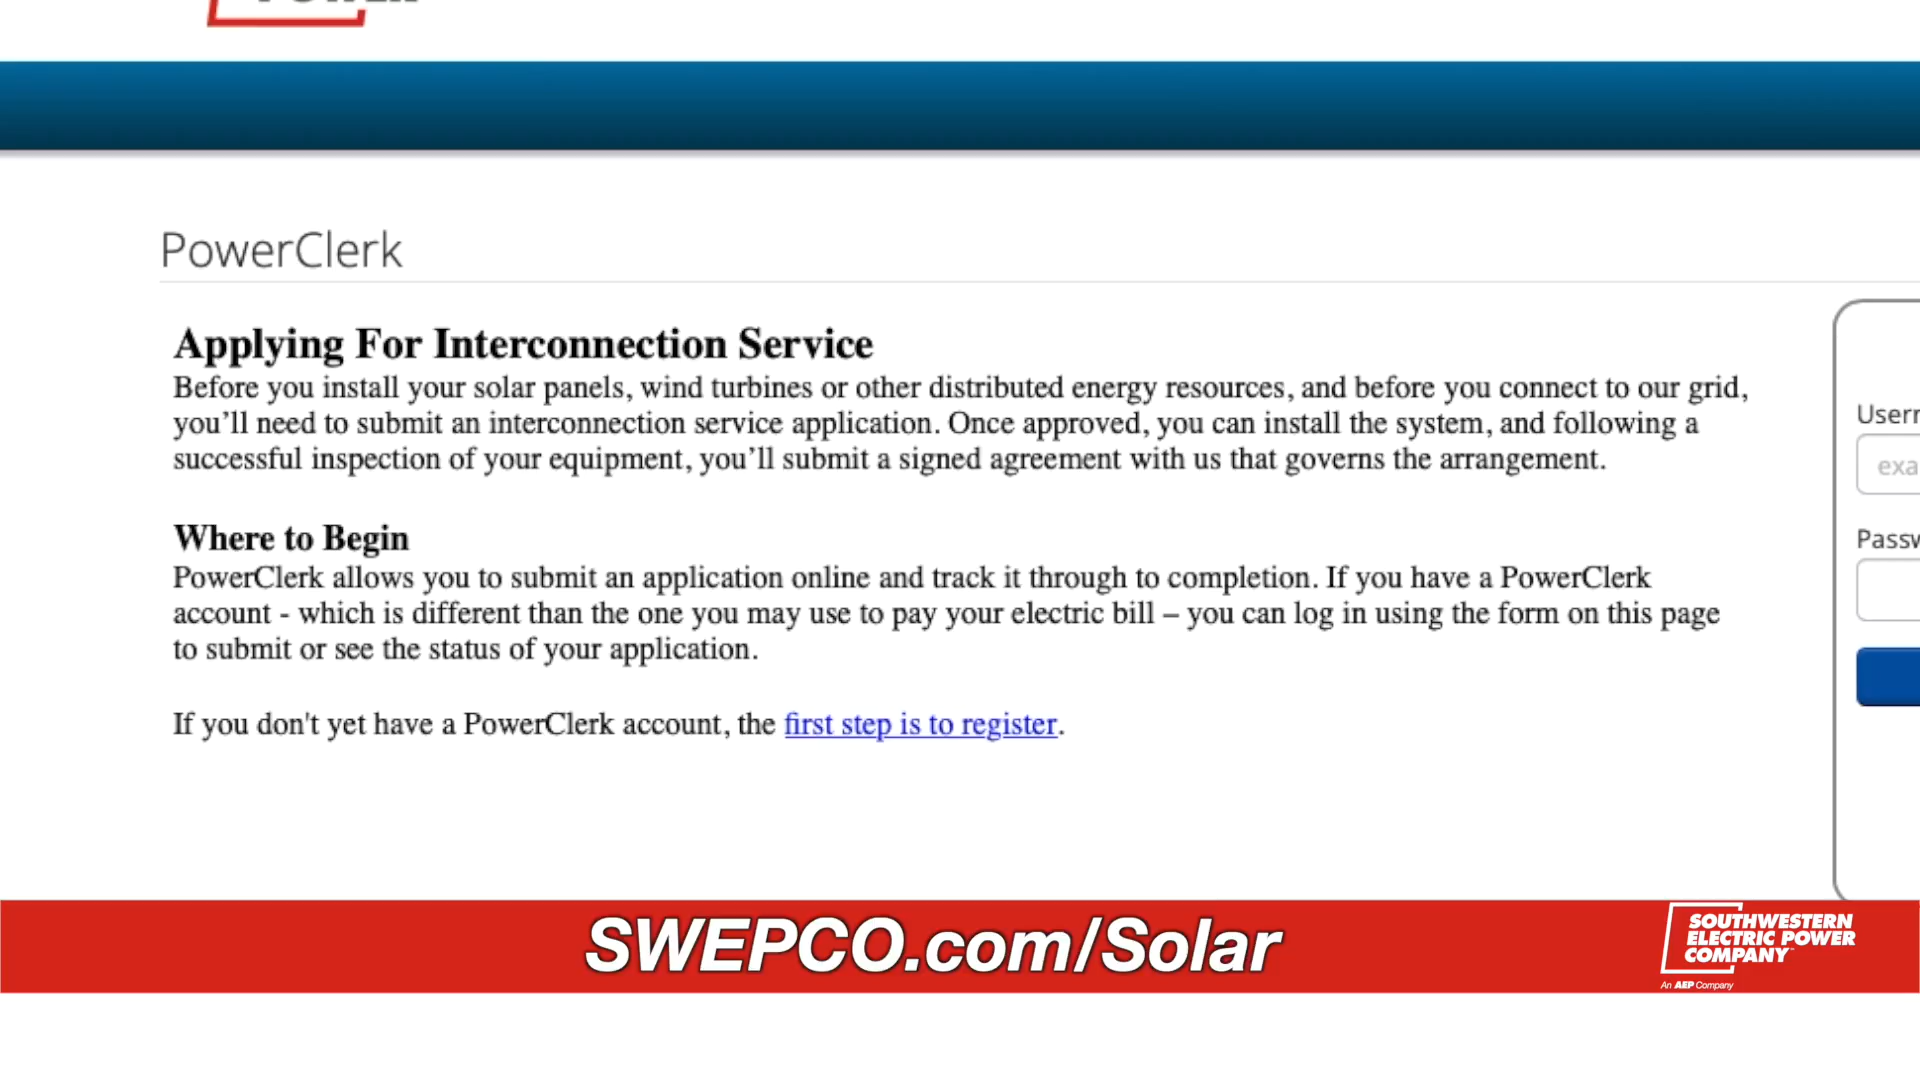 PowerClerk
Applying For Interconnection Service
Before you install your solar panels, wind turbines or other distributed energy resources, and before you connect to our grid,
you’ll need to submit an interconnection service application. Once approved, you can install the system, and following a
successful inspection of your equipment, you’ll submit a signed agreement with us that governs the arrangement.
Where to Begin
PowerClerk allows you to submit an application online and track it through to completion. If you have a PowerClerk
account - which is different than the one you may use to pay your electric bill – you can log in using the form on this page
to submit or see the status of your application.
If you don't yet have a PowerClerk account, the first step is to register.
SWEPCO.com/Solar
SOUTHWESTERN
ELECTRIC POWER
COMPANY
An AEP Company